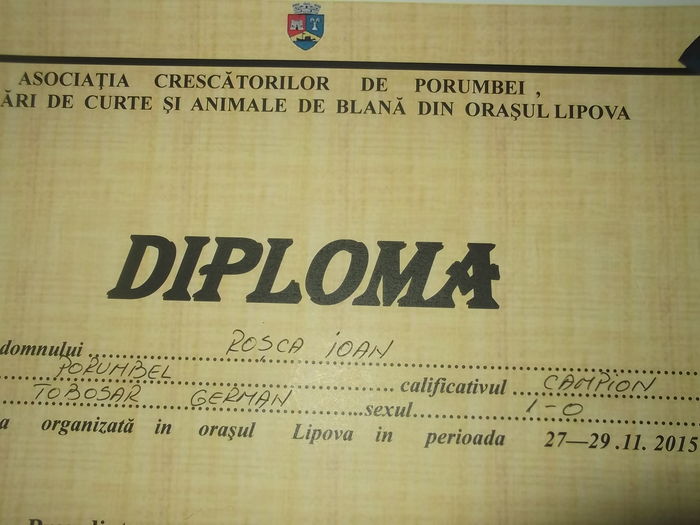 ASOCIAŢIA CRESCĂTORILOR DE PORUMBEI ,
ĂRI DE CURTE ŞI ANIMALE DE BLANĂ DIN ORAŞUL LIPOVA
DIPLOMA
domnului ROŞCA IOAN
PORUMBEL calificativul CAMPION
TOBOSAR GERMAN sexul 1-0
a organizată in oraşul Lipova in perioada 27—29.11.2015